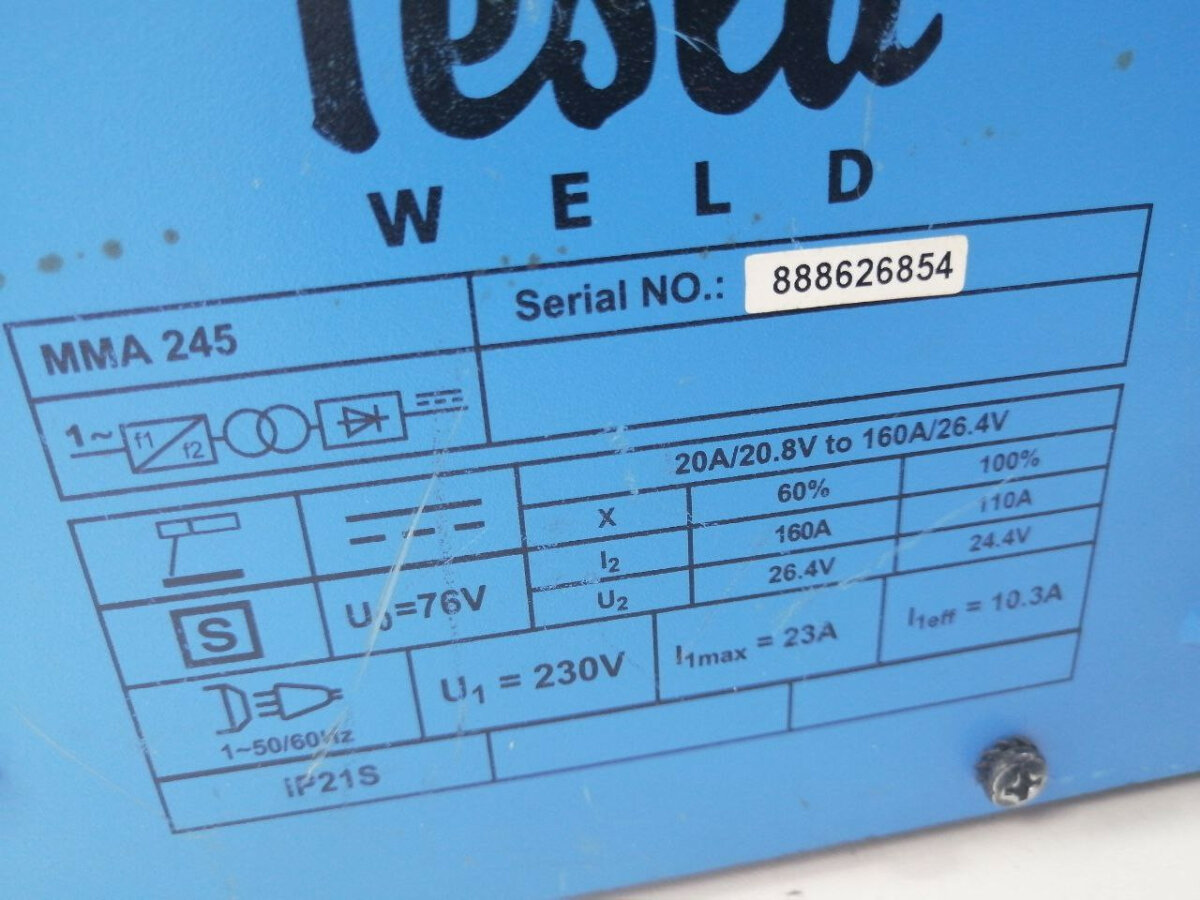 Tesla
WELD
MMA 245
Serial NO.: 888626854
1~ f1 f2
20A/20.8V to 160A/26.4V
X 60% 100%
I2 160A 110A
U0=76V U2 26.4V 24.4V
S
U1 = 230V I1max = 23A I1eff = 10.3A
1~50/60Hz
IP21S